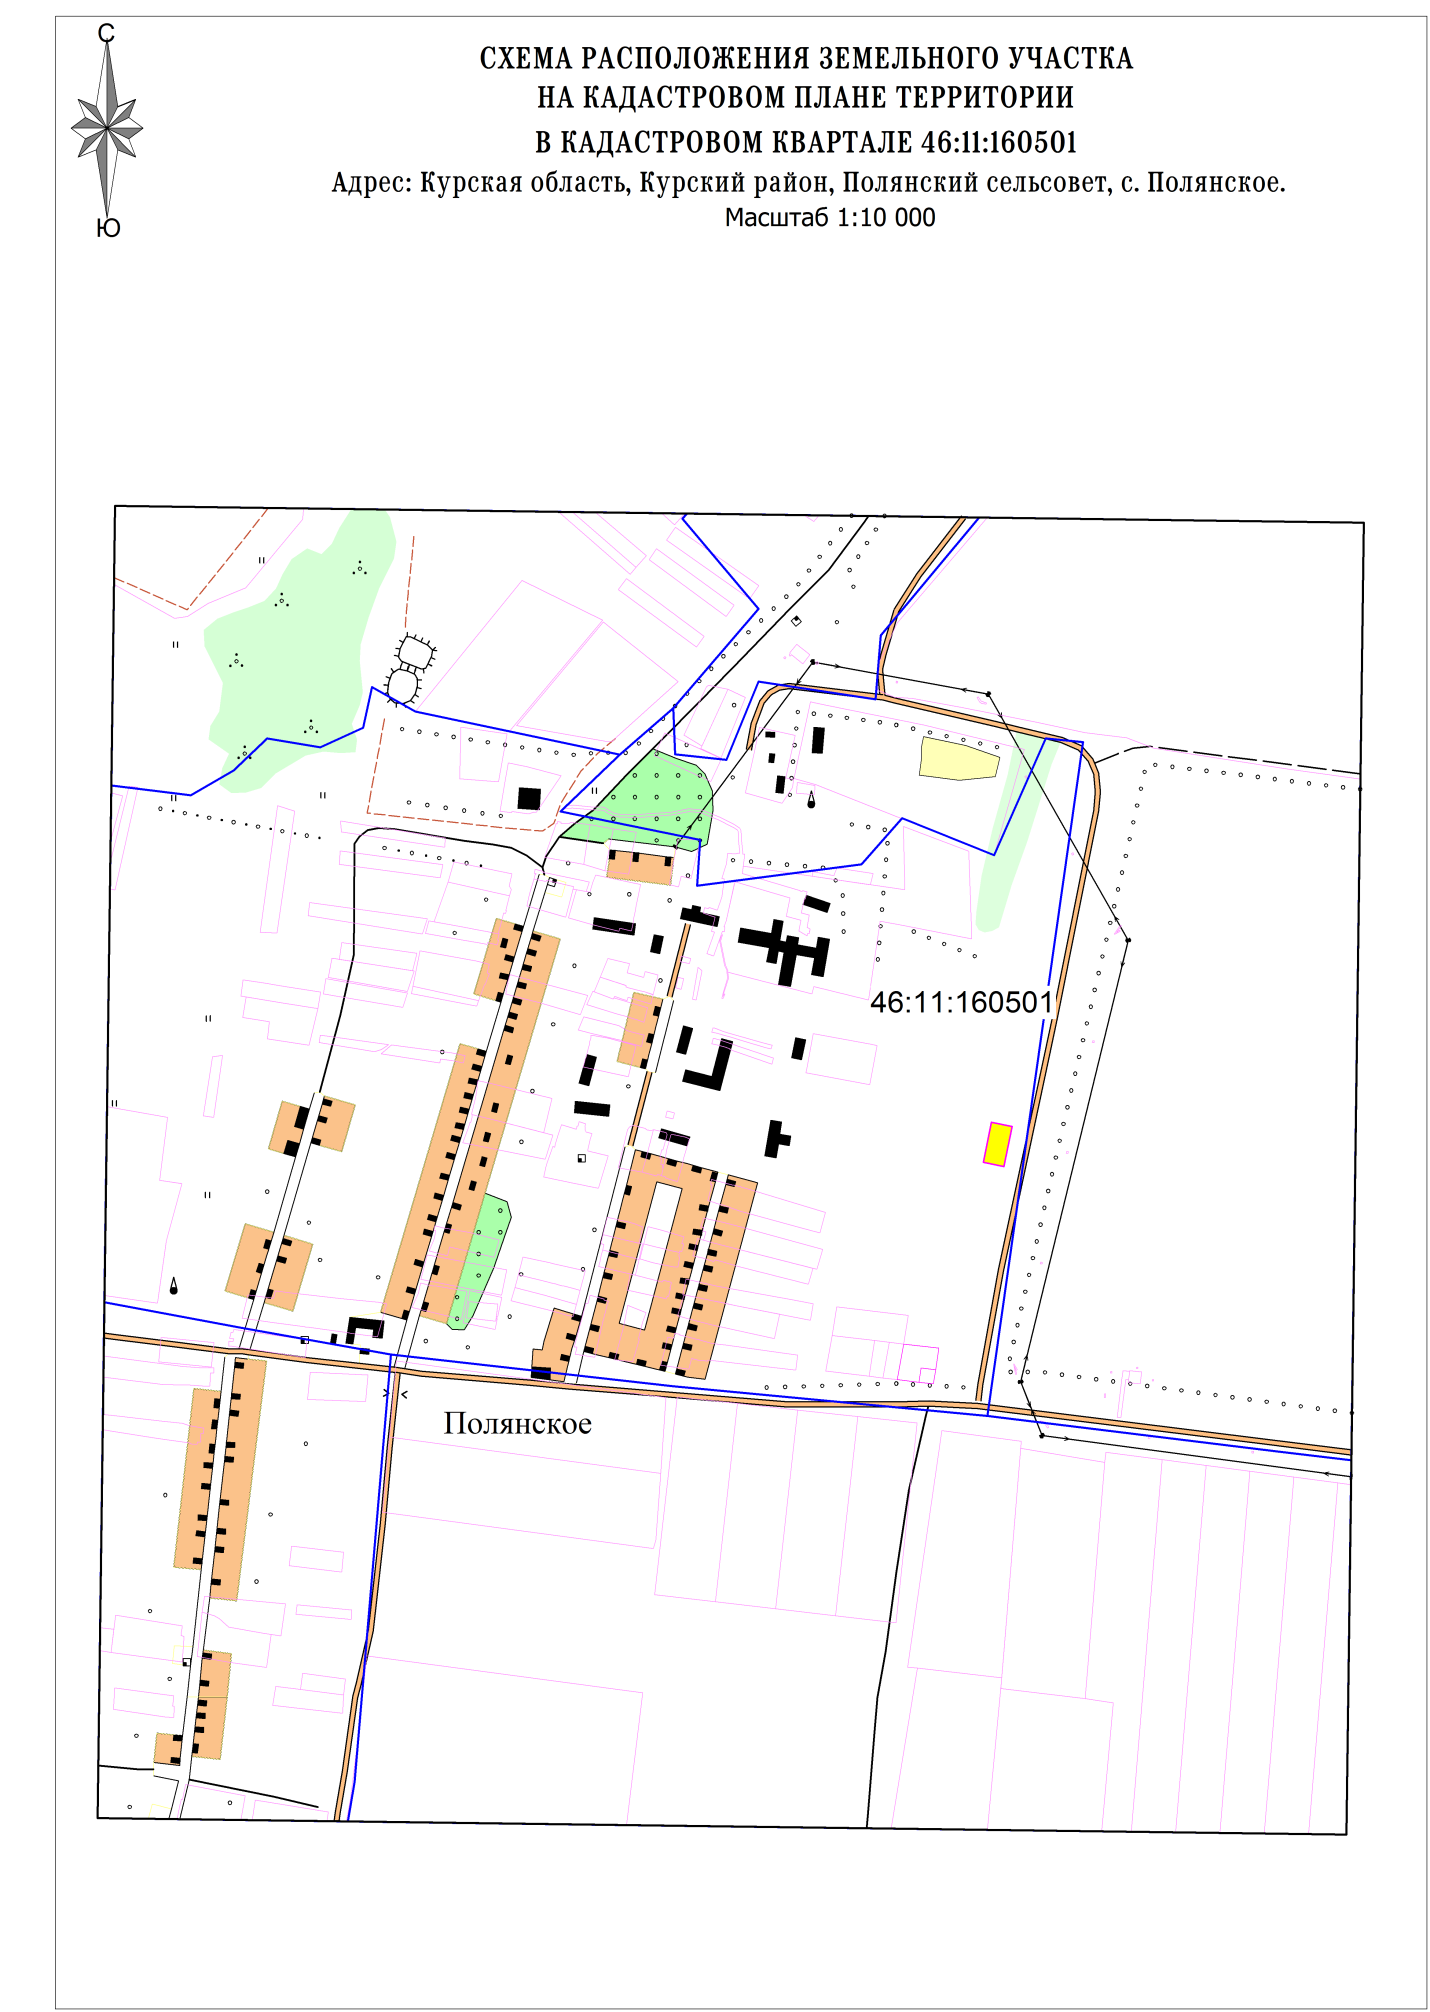 С
СХЕМА РАСПОЛОЖЕНИЯ ЗЕМЕЛЬНОГО УЧАСТКА
НА КАДАСТРОВОМ ПЛАНЕ ТЕРРИТОРИИ
В КАДАСТРОВОМ КВАРТАЛЕ 46:11:160501
Адрес: Курская область, Курский район, Полянский сельсовет, с. Полянское.
Масштаб 1:10 000
Ю
46:11:160501
Полянское